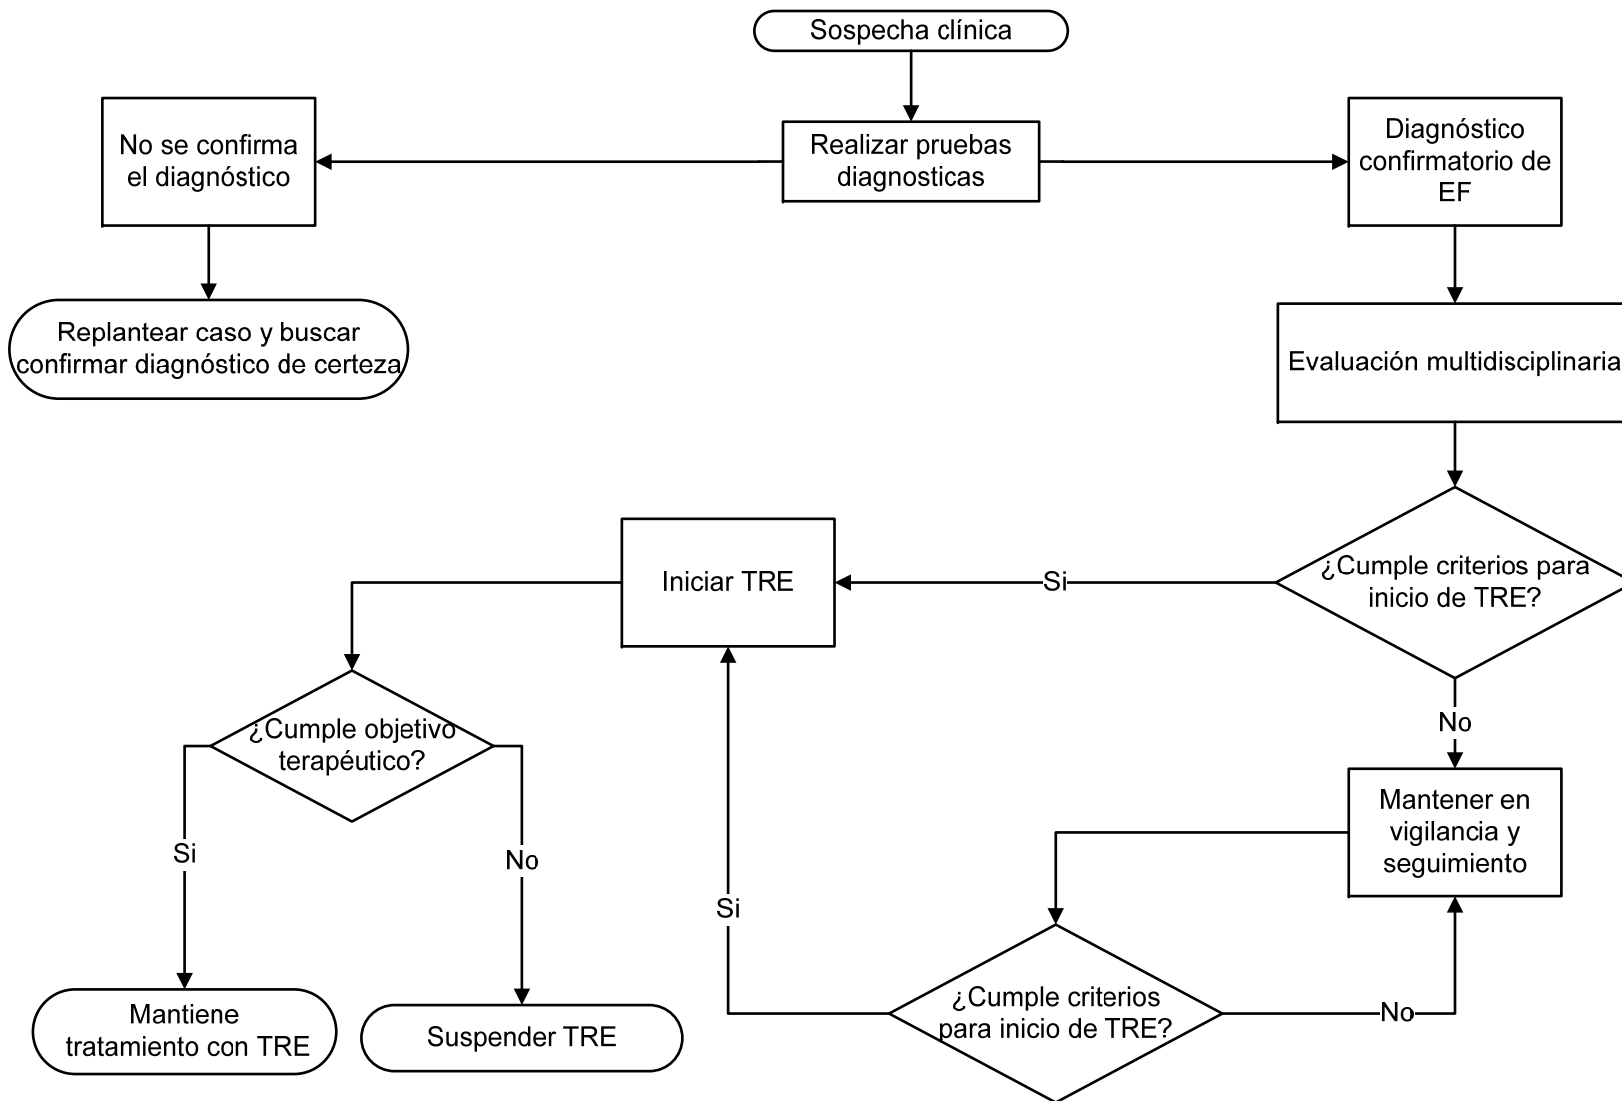 Sospecha clínica
No se confirma
el diagnóstico
Realizar pruebas
diagnosticas
Diagnóstico
confirmatorio de
EF
Replantear caso y buscar
confirmar diagnóstico de certeza
Evaluación multidisciplinaria
Iniciar TRE
Si
¿Cumple criterios para
inicio de TRE?
¿Cumple objetivo
terapéutico?
No
Mantener en
vigilancia y
seguimiento
Si
No
Si
¿Cumple criterios
para inicio de TRE?
No
Mantiene
tratamiento con TRE
Suspender TRE